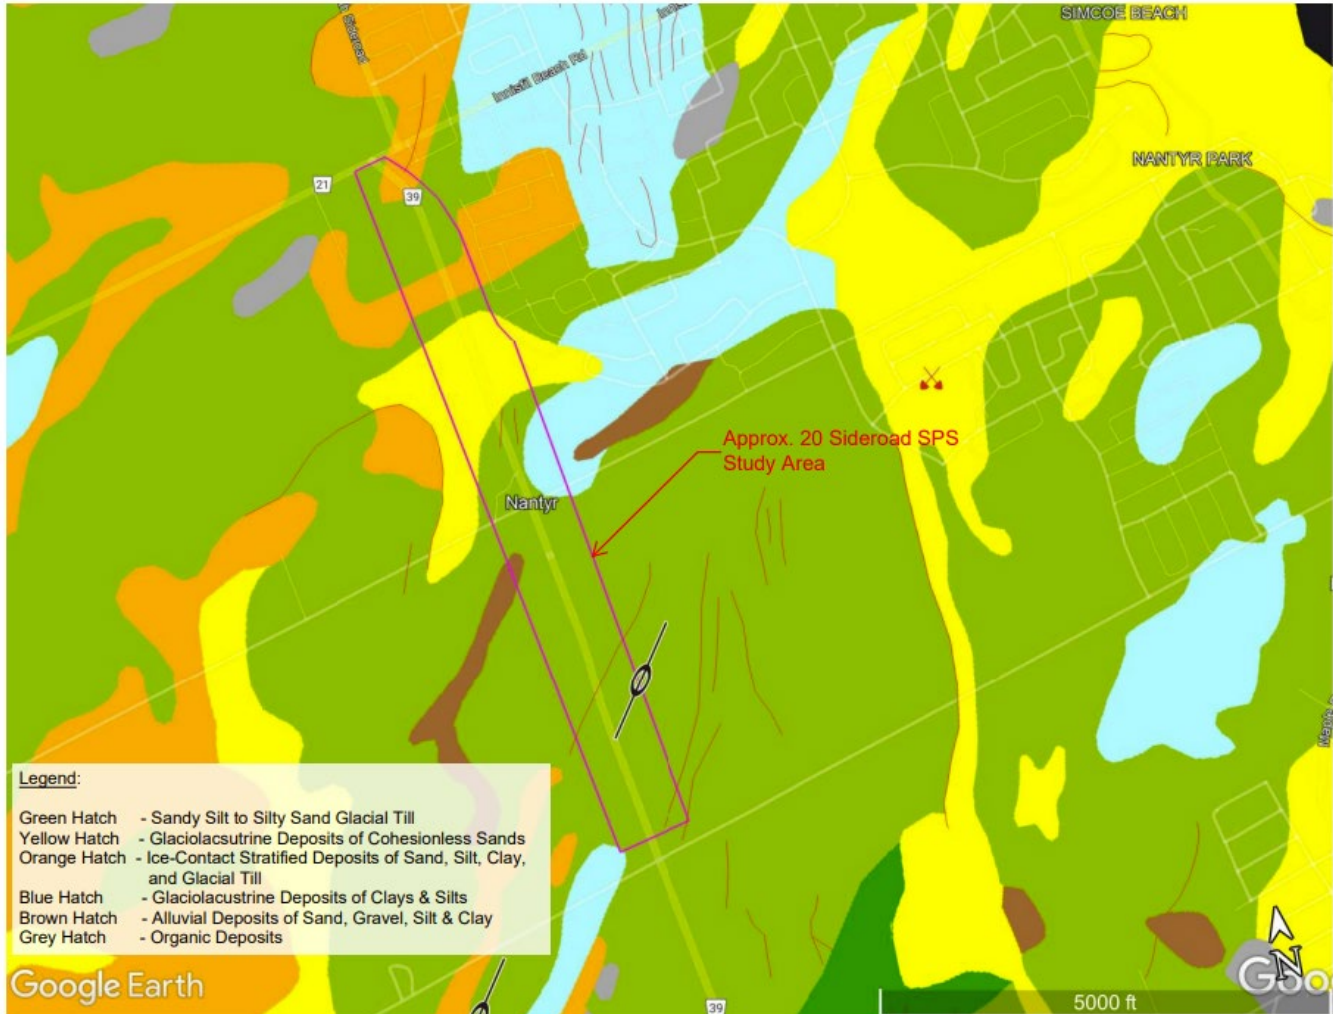 SIMCOE BEACH
Sideroad
Innisfil Beach Rd
NANTYR PARK
21
39
Approx. 20 Sideroad SPS
Study Area
Nantyr
Legend:
Green Hatch - Sandy Silt to Silty Sand Glacial Till
Yellow Hatch - Glaciolacsutrine Deposits of Cohesionless Sands
Orange Hatch - Ice-Contact Stratified Deposits of Sand, Silt, Clay,
and Glacial Till
Blue Hatch - Glaciolacustrine Deposits of Clays & Silts
Brown Hatch - Alluvial Deposits of Sand, Gravel, Silt & Clay
Grey Hatch - Organic Deposits
Google Earth
39
N
Goo
5000 ft